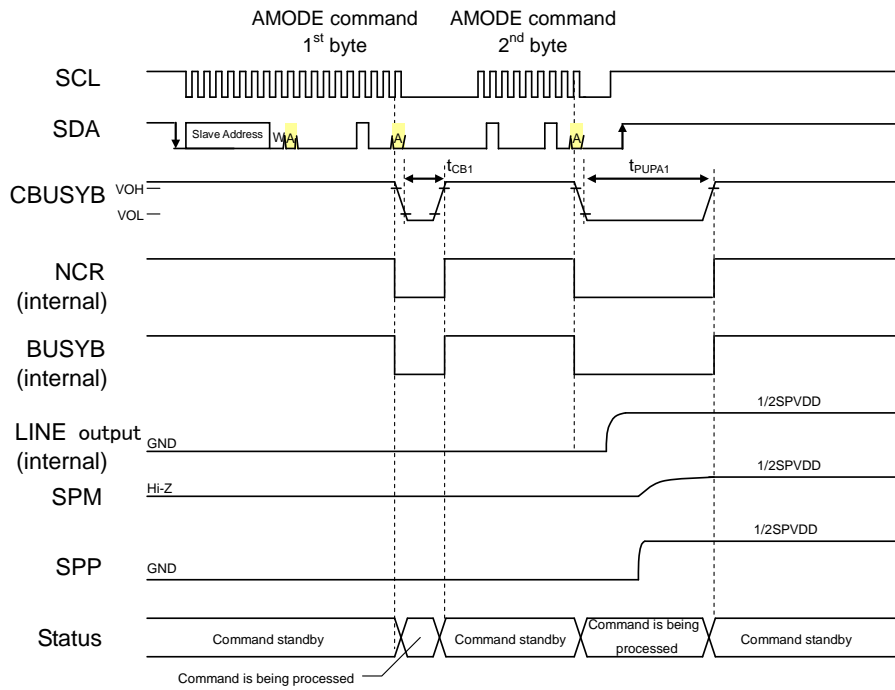 AMODE command
1st byte
AMODE command
2nd byte
SCL
SDA
Slave Address
W
A
A
A
CBUSYB
VOH
VOL
tCB1
tPUPA1
NCR
(internal)
BUSYB
(internal)
LINE output
(internal)
GND
1/2SPVDD
SPM
Hi-Z
1/2SPVDD
SPP
GND
1/2SPVDD
Status
Command standby
Command standby
Command is being
processed
Command standby
Command is being processed